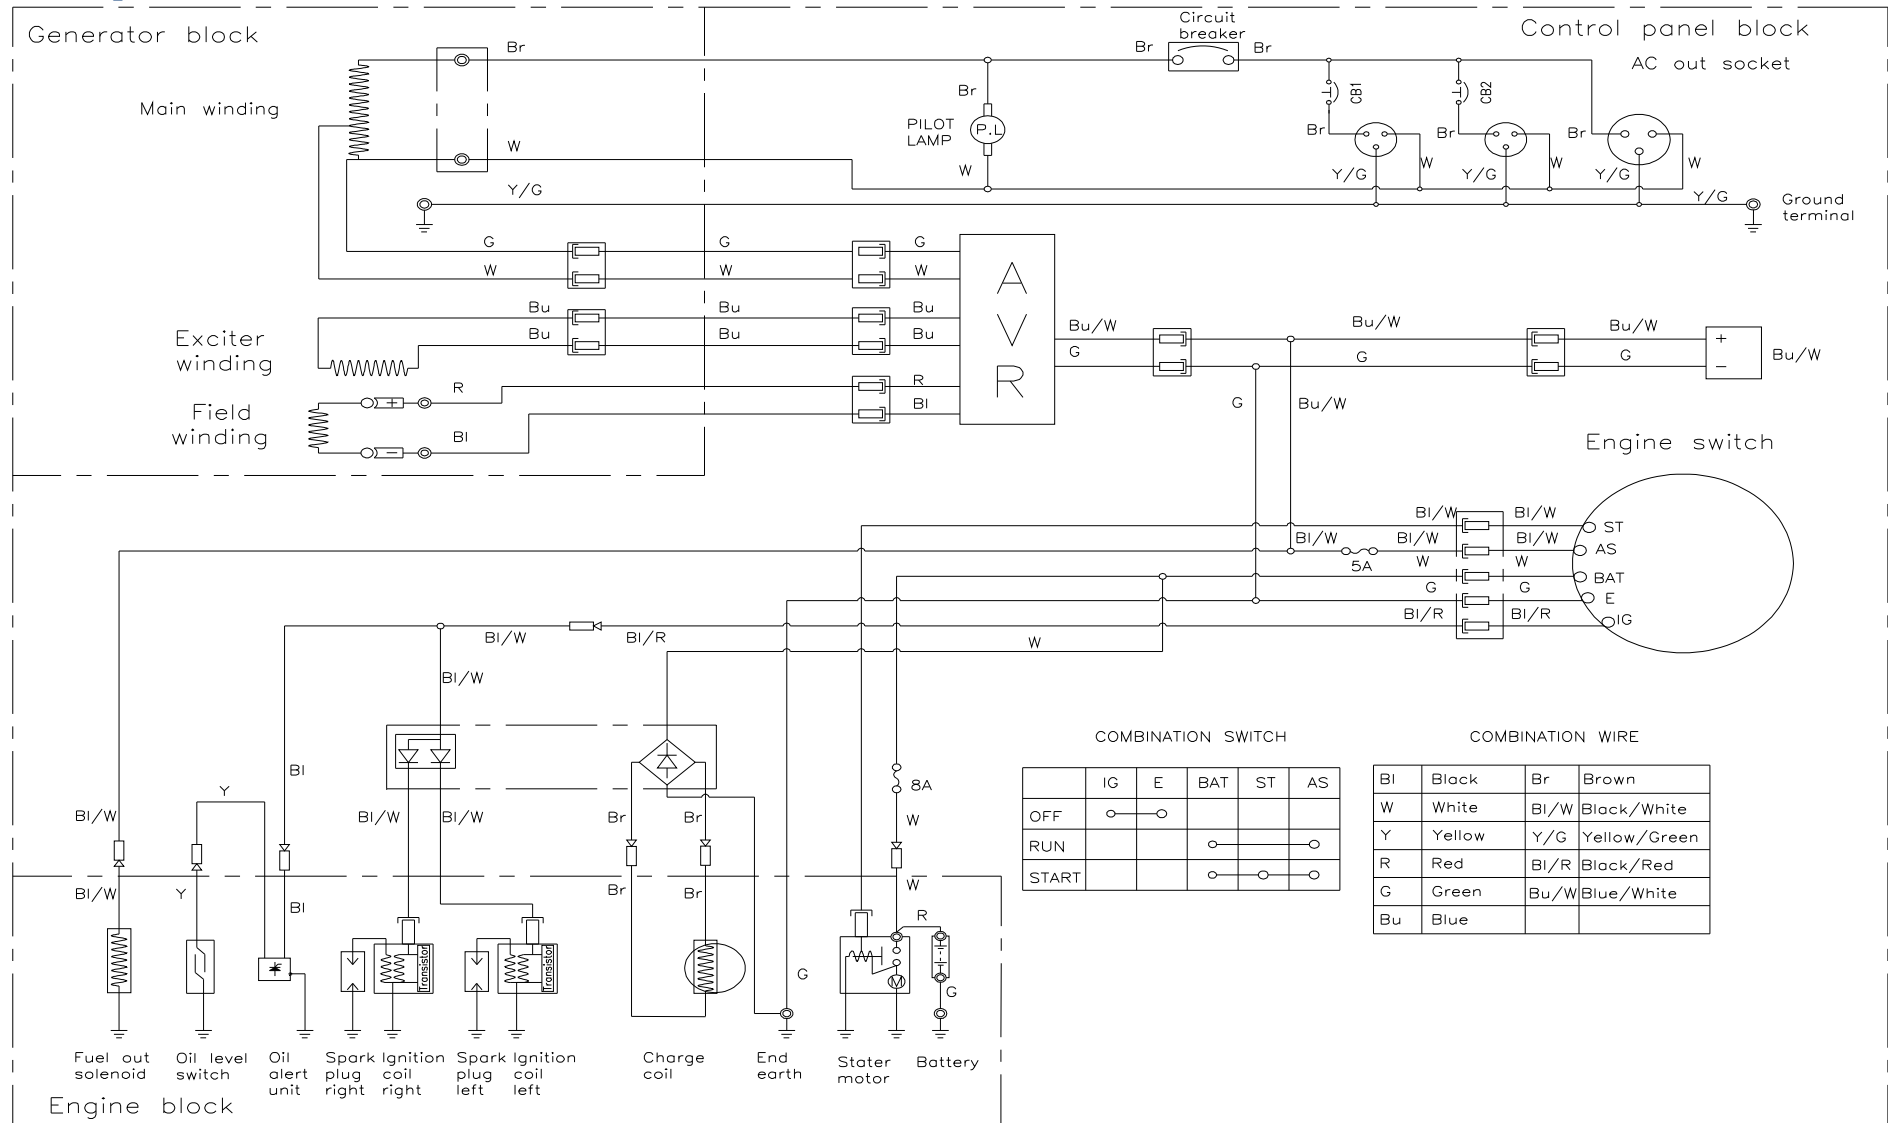 Generator block
Circuit
breaker
Control panel block
AC out socket
Br
Br
Br
Main winding
Br
CB1
CB2
PILOT
LAMP
P.L
Br
Br
Br
W
W
W
W
W
Y/G
Y/G
Y/G
Y/G
Y/G
Ground
terminal
G
G
G
W
W
W
A
V
R
Bu
Bu
Bu
Bu
Bu
Bu
Exciter
winding
Bu/W
Bu/W
Bu/W
G
G
G
+
−
Bu/W
R
R
Field
winding
+
−
Bl
Bl
G
Bu/W
Engine switch
Bl/W
Bl/W
ST
Bl/W
Bl/W
Bl/W
AS
5A
W
W
BAT
G
G
E
Bl/R
Bl/R
IG
Bl/W
Bl/R
W
Bl/W
Bl
Y
8A
Bl/W
Bl/W
Bl/W
Br
Br
W
Bl/W
Y
Bl
Br
Br
W
R
Transistor
Transistor
G
M
G
Fuel out
solenoid
Oil level
switch
Oil
alert
unit
Spark
plug
right
Ignition
coil
right
Spark
plug
left
Ignition
coil
left
Charge
coil
End
earth
Stater
motor
Battery
Engine block
COMBINATION SWITCH
IG E BAT ST AS
OFF
RUN
START
COMBINATION WIRE
Bl Black Br Brown
W White Bl/W Black/White
Y Yellow Y/G Yellow/Green
R Red Bl/R Black/Red
G Green Bu/W Blue/White
Bu Blue